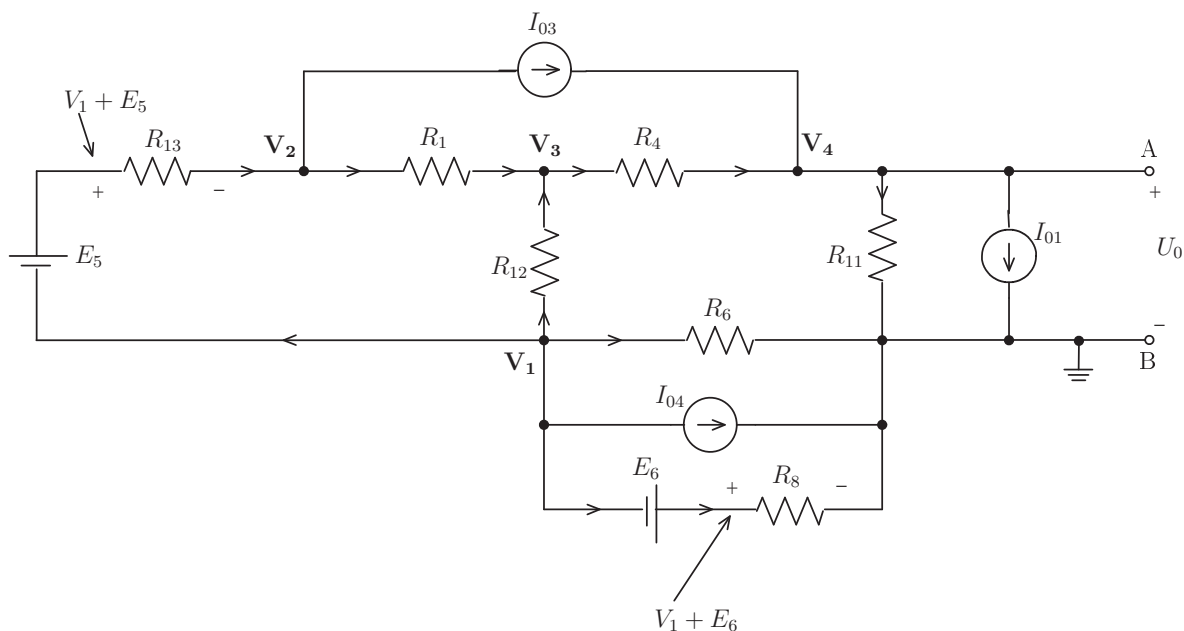 I₀₃
V₁ + E₅
R₁₃
V₂
R₁
V₃
R₄
V₄
A
+
−
+
E₅
R₁₂
R₁₁
I₀₁
U₀
R₆
−
V₁
B
I₀₄
E₆
+
R₈
−
V₁ + E₆